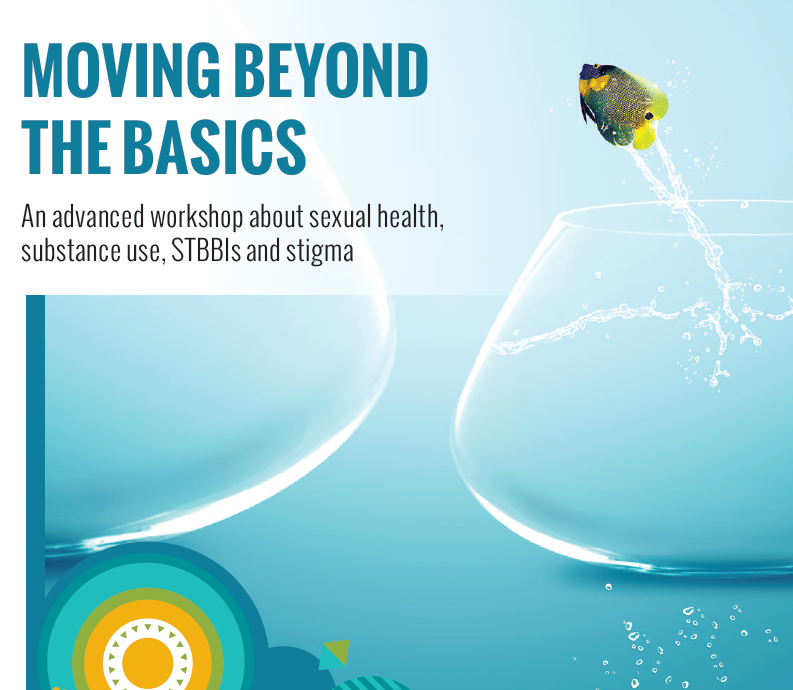 MOVING BEYOND
THE BASICS
An advanced workshop about sexual health,
substance use, STBBIs and stigma